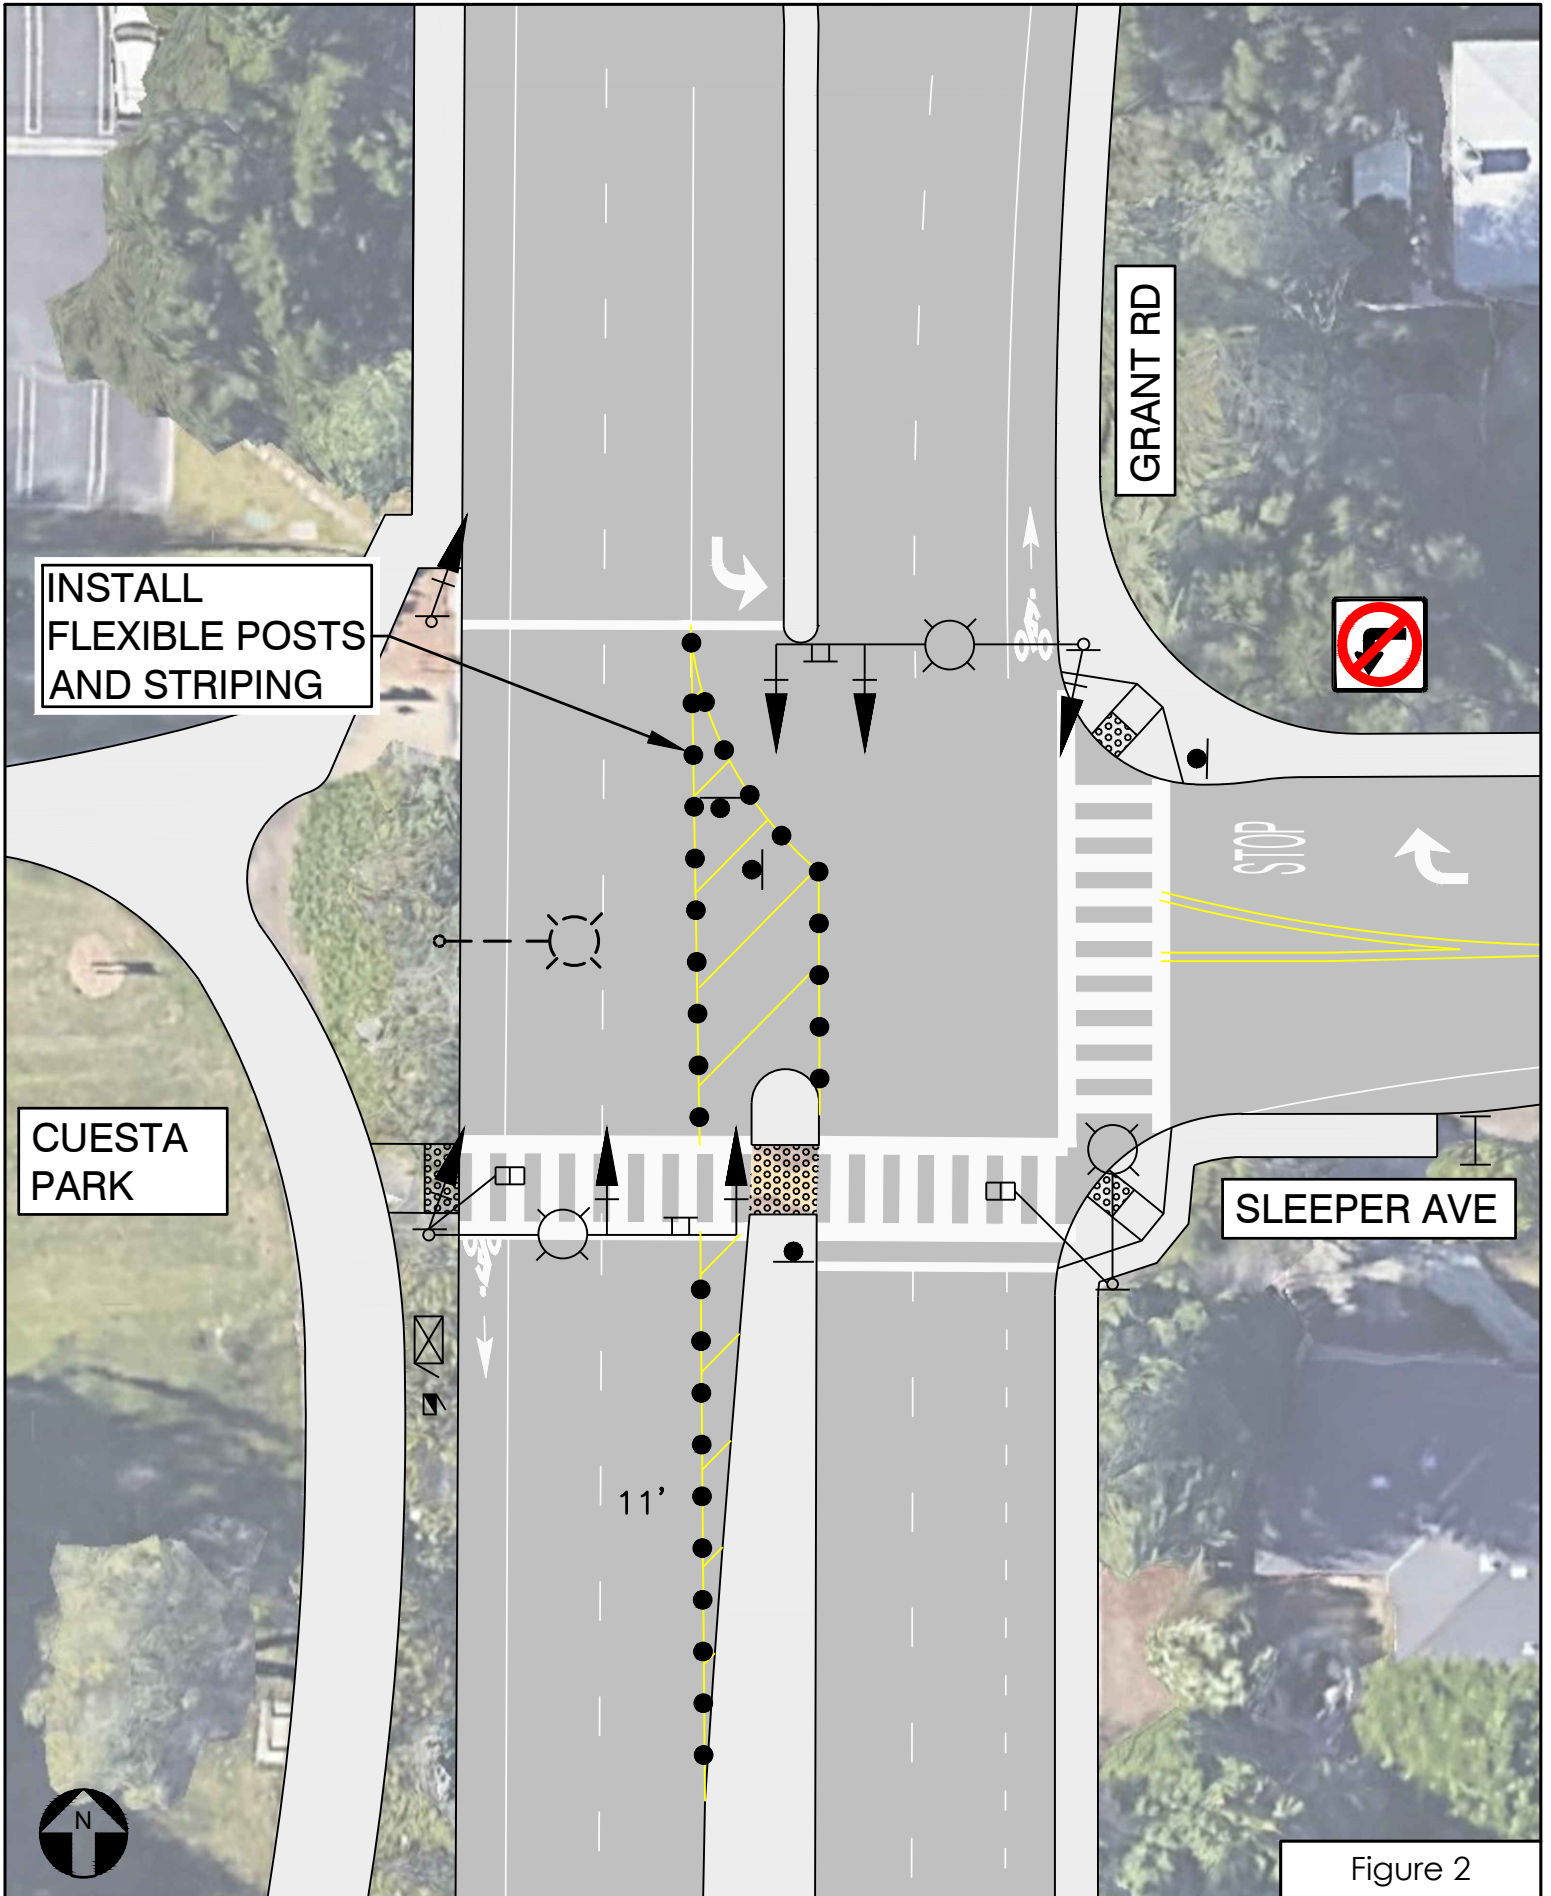 GRANT RD
INSTALL
FLEXIBLE POSTS
AND STRIPING
STOP
CUESTA
PARK
SLEEPER AVE
11’
N
Figure 2